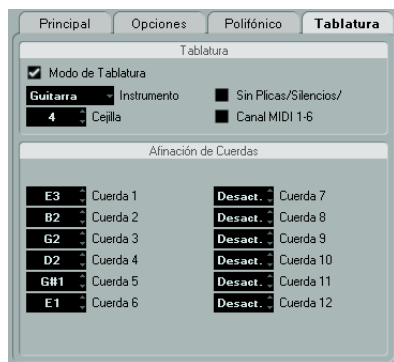 Principal Opciones Polifónico Tablatura
Tablatura
Modo de Tablatura
Guitarra Instrumento Sin Plicas/Silencios/
4 Cejilla Canal MIDI 1-6
Afinación de Cuerdas
E3 Cuerda 1 Desact. Cuerda 7
B2 Cuerda 2 Desact. Cuerda 8
G2 Cuerda 3 Desact. Cuerda 9
D2 Cuerda 4 Desact. Cuerda 10
G#1 Cuerda 5 Desact. Cuerda 11
E1 Cuerda 6 Desact. Cuerda 12